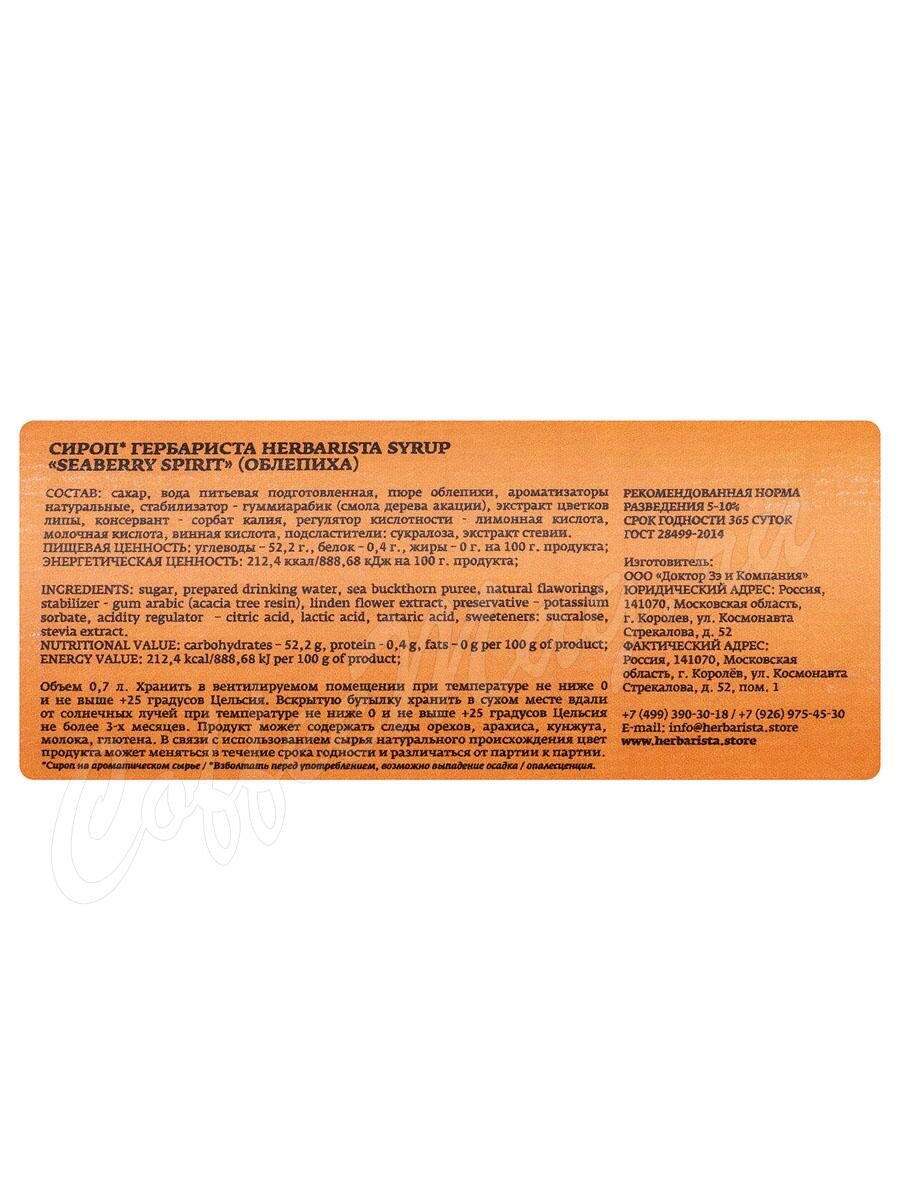 СИРОП* ГЕРБАРИСТА HERBARISTA SYRUP
«SEABERRY SPIRIT» (ОБЛЕПИХА)
СОСТАВ: сахар, вода питьевая подготовленная, пюре облепихи, ароматизаторы
натуральные, стабилизатор - гуммиарабик (смола дерева акации), экстракт цветков
липы, консервант - сорбат калия, регулятор кислотности - лимонная кислота,
молочная кислота, винная кислота, подсластители: сукралоза, экстракт стевии.
ПИЩЕВАЯ ЦЕННОСТЬ: углеводы – 52,2 г., белок - 0,4 г., жиры - 0 г. на 100 г. продукта;
ЭНЕРГЕТИЧЕСКАЯ ЦЕННОСТЬ: 212,4 ккал/888,68 кДж на 100 г. продукта;
INGREDIENTS: sugar, prepared drinking water, sea buckthorn puree, natural flaworings,
stabilizer - gum arabic (acacia tree resin), linden flower extract, preservative - potassium
sorbate, acidity regulator - citric acid, lactic acid, tartaric acid, sweeteners: sucralose,
stevia extract.
NUTRITIONAL VALUE: carbohydrates – 52,2 g, protein - 0,4 g, fats – 0 g per 100 g of product;
ENERGY VALUE: 212,4 kcal/888,68 kJ per 100 g of product;
Объем 0,7 л. Хранить в вентилируемом помещении при температуре не ниже 0
и не выше +25 градусов Цельсия. Вскрытую бутылку хранить в сухом месте вдали
от солнечных лучей при температуре не ниже 0 и не выше +25 градусов Цельсия
не более 3-х месяцев. Продукт может содержать следы орехов, арахиса, кунжута,
молока, глютена. В связи с использованием сырья натурального происхождения цвет
продукта может меняться в течение срока годности и различаться от партии к партии.
*Сироп на ароматическом сырье / *Взболтать перед употреблением, возможно выпадение осадка / опалесценция.
РЕКОМЕНДОВАННАЯ НОРМА
РАЗВЕДЕНИЯ 5-10%
СРОК ГОДНОСТИ 365 СУТОК
ГОСТ 28499-2014
Изготовитель:
ООО «Доктор Зэ и Компания»
ЮРИДИЧЕСКИЙ АДРЕС: Россия,
141070, Московская область,
г. Королев, ул. Космонавта
Стрекалова, д. 52
ФАКТИЧЕСКИЙ АДРЕС:
Россия, 141070, Московская
область, г. Королёв, ул. Космонавта
Стрекалова, д. 52, пом. 1
+7 (499) 390-30-18 / +7 (926) 975-45-30
E-mail: info@herbarista.store
www.herbarista.store